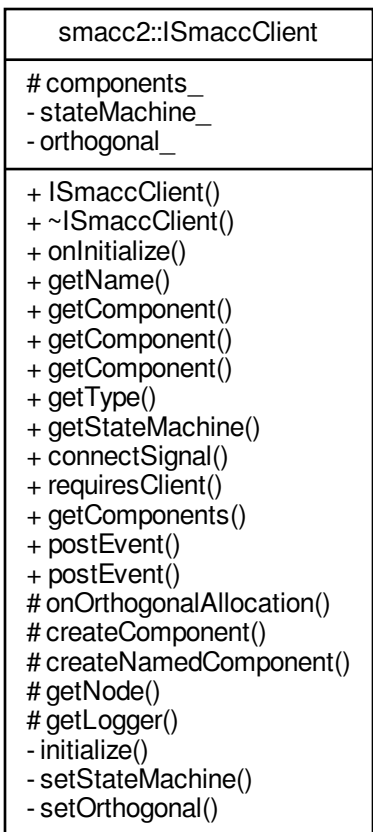 smacc2::ISmaccClient
# components_
- stateMachine_
- orthogonal_
+ ISmaccClient()
+ ~ISmaccClient()
+ onInitialize()
+ getName()
+ getComponent()
+ getComponent()
+ getComponent()
+ getType()
+ getStateMachine()
+ connectSignal()
+ requiresClient()
+ getComponents()
+ postEvent()
+ postEvent()
# onOrthogonalAllocation()
# createComponent()
# createNamedComponent()
# getNode()
# getLogger()
- initialize()
- setStateMachine()
- setOrthogonal()